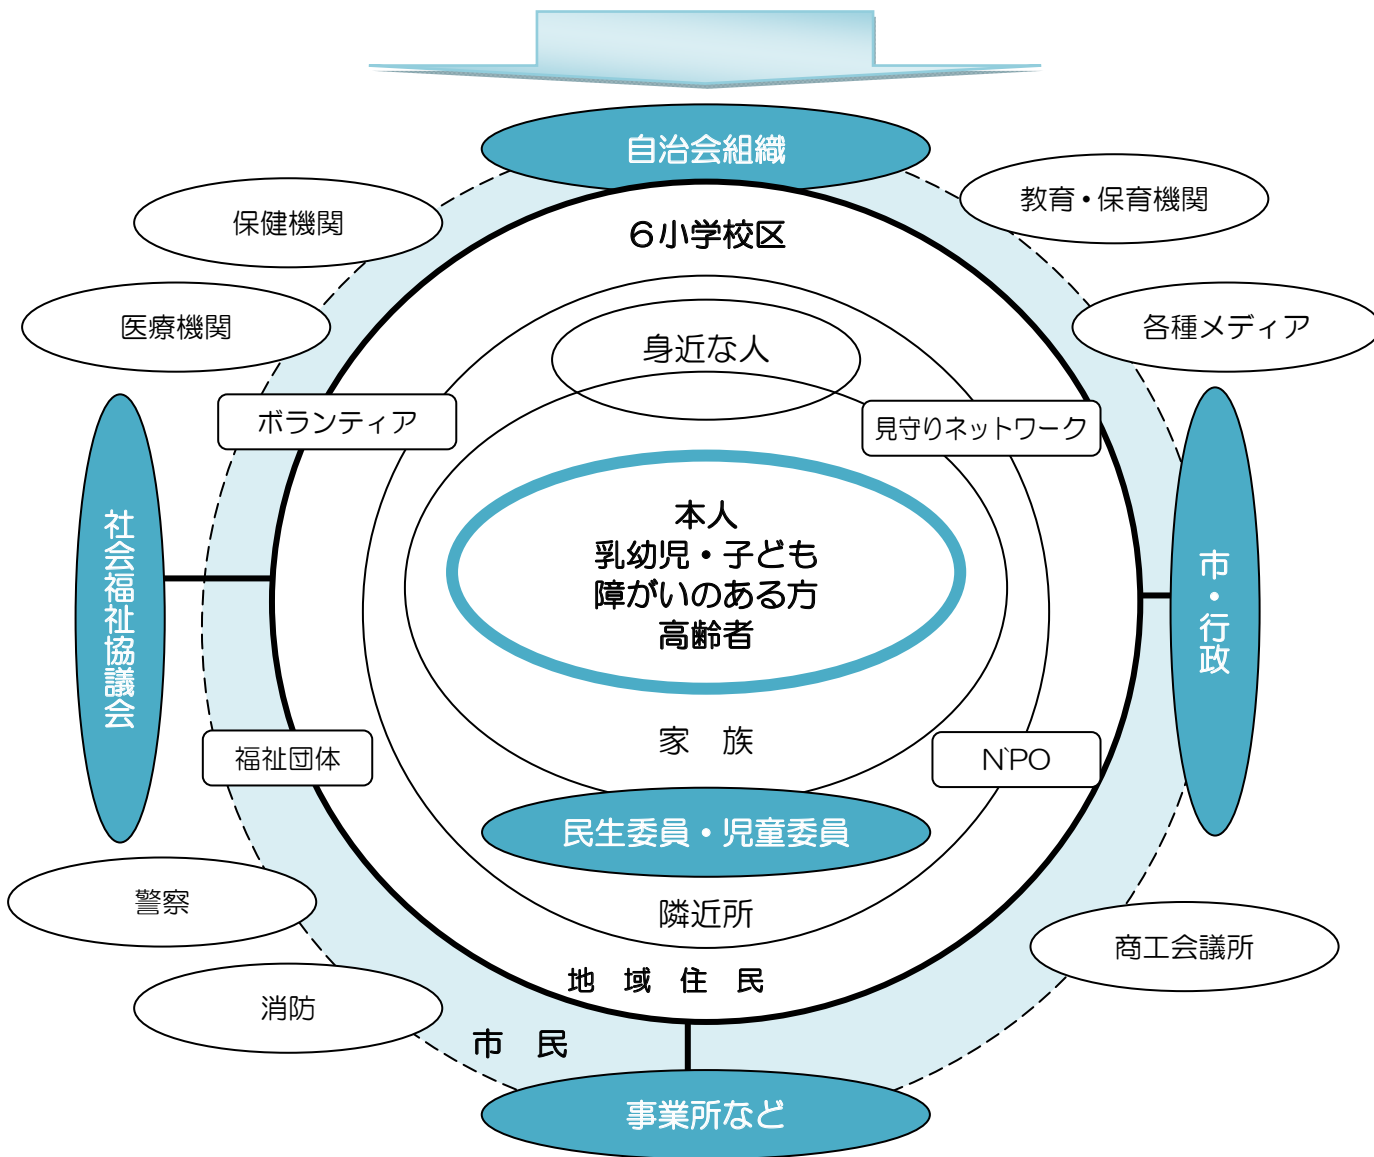 自治会組織
教育・保育機関
保健機関
６小学校区
医療機関
各種メディア
身近な人
ボランティア
見守りネットワーク
本人
乳幼児・子ども
障がいのある方
高齢者
社会福祉協議会
市・行政
家　族
福祉団体
NPO
民生委員・児童委員
警察
隣近所
商工会議所
地　域　住　民
消防
市　民
事業所など